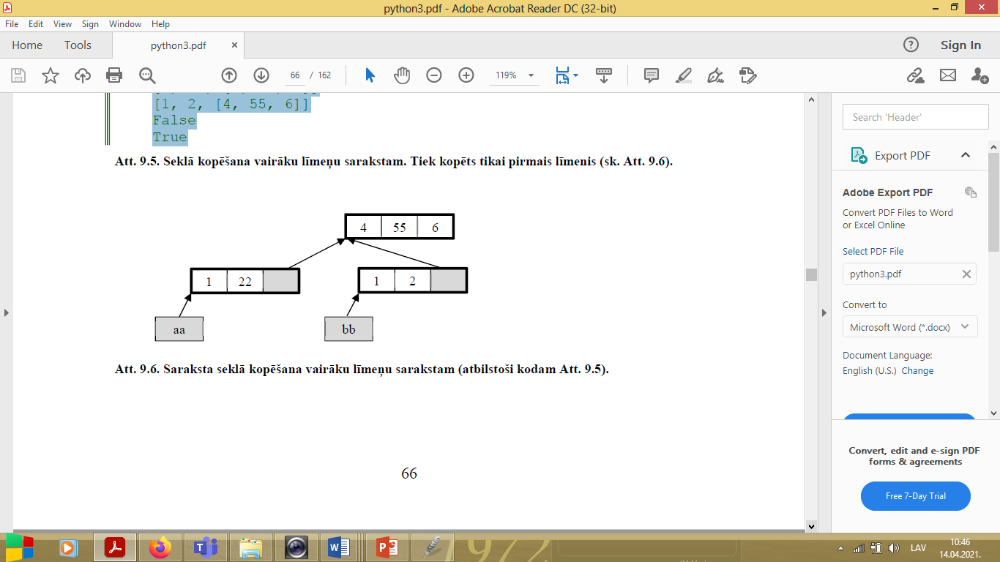 python3.pdf - Adobe Acrobat Reader DC (32-bit)
File Edit View Sign Window Help
Home Tools python3.pdf × Sign In
66 / 162 119%
[1, 2, [4, 55, 6]]
False
True
Att. 9.5. Seklā kopēšana vairāku līmeņu sarakstam. Tiek kopēts tikai pirmais līmenis (sk. Att. 9.6).
4 55 6
1 22 1 2
aa bb
Att. 9.6. Saraksta seklā kopēšana vairāku līmeņu sarakstam (atbilstoši kodam Att. 9.5).
66
Search 'Header'
Export PDF
Adobe Export PDF
Convert PDF Files to Word
or Excel Online
Select PDF File
python3.pdf
Convert to
Microsoft Word (*.docx)
Document Language:
English (U.S.) Change
Convert, edit and e-sign PDF
forms & agreements
Free 7-Day Trial
1972
LAV
10:46
14.04.2021.